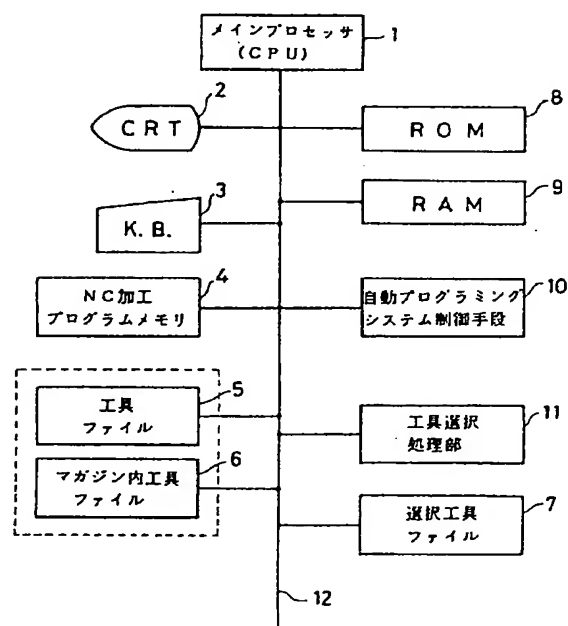 メインプロセッサ
(CPU)
1
2
CRT
8
ROM
3
K.B.
9
RAM
4
NC加工
プログラムメモリ
10
自動プログラミング
システム制御手段
5
工具
ファイル
11
工具選択
処理部
6
マガジン内工具
ファイル
7
選択工具
ファイル
12